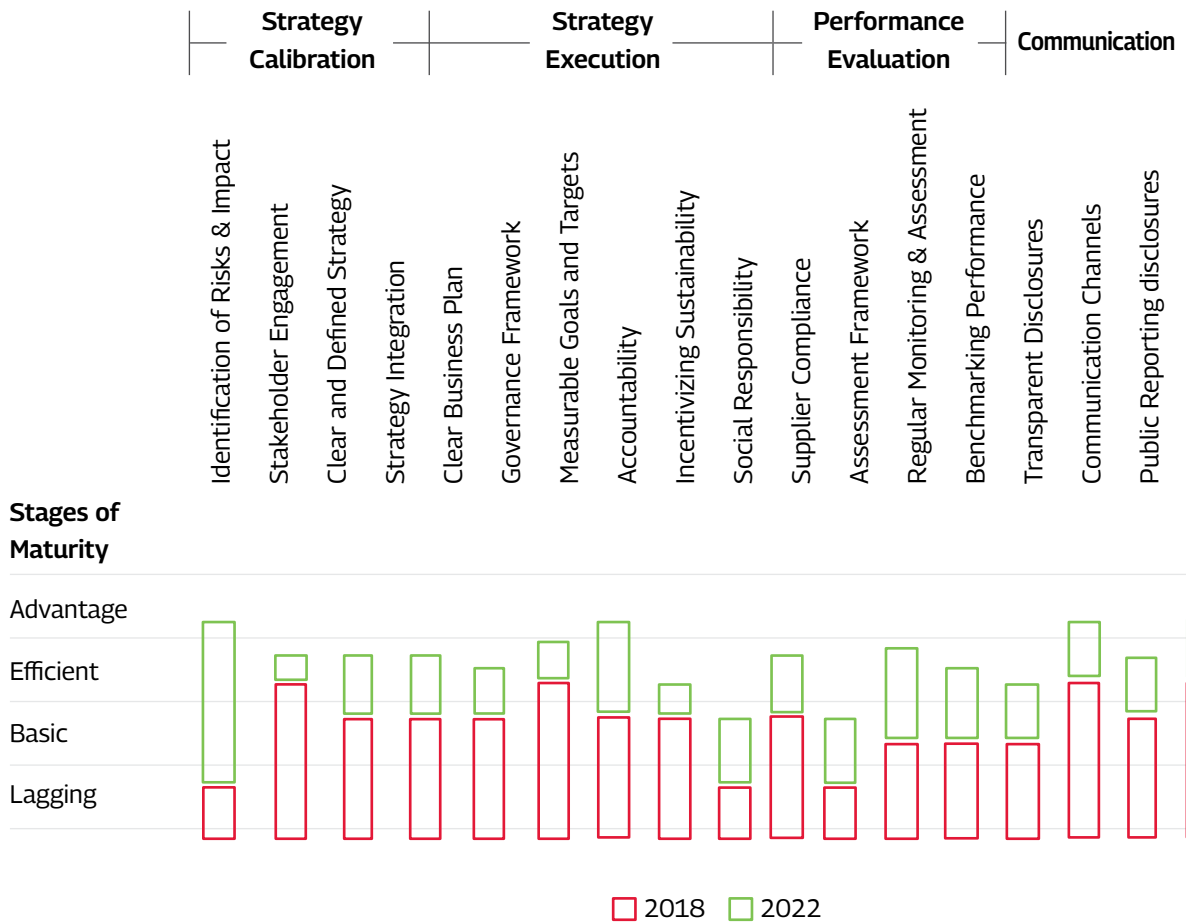 Strategy
Calibration
Strategy
Execution
Performance
Evaluation
Communication
Identification of Risks & Impact
Stakeholder Engagement
Clear and Defined Strategy
Strategy Integration
Clear Business Plan
Governance Framework
Measurable Goals and Targets
Accountability
Incentivizing Sustainability
Social Responsibility
Supplier Compliance
Assessment Framework
Regular Monitoring & Assessment
Benchmarking Performance
Transparent Disclosures
Communication Channels
Public Reporting disclosures
Stages of
Maturity
Advantage
Efficient
Basic
Lagging
2018
2022